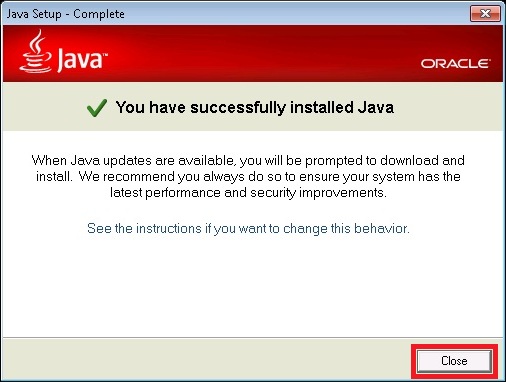 Java Setup - Complete
Java™
ORACLE®
You have successfully installed Java
When Java updates are available, you will be prompted to download and
install. We recommend you always do so to ensure your system has the
latest performance and security improvements.
See the instructions if you want to change this behavior.
Close